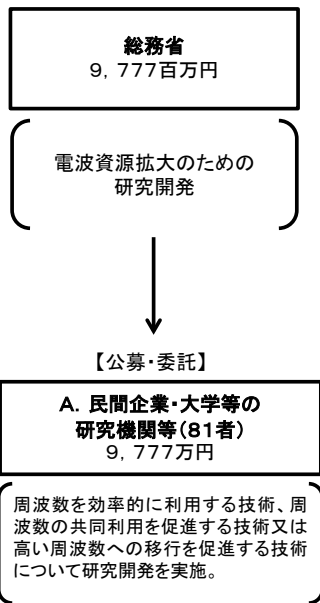 総務省
9,777百万円
電波資源拡大のための
研究開発
【公募・委託】
A.民間企業・大学等の
研究機関等(81者)
9,777万円
周波数を効率的に利用する技術、周
波数の共同利用を促進する技術又は
高い周波数への移行を促進する技術
について研究開発を実施。